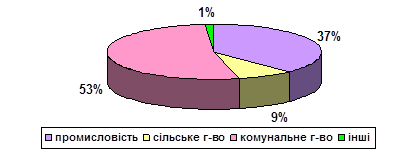 1%
37%
53%
9%
промисловість сільське г-во комунальне г-во інші